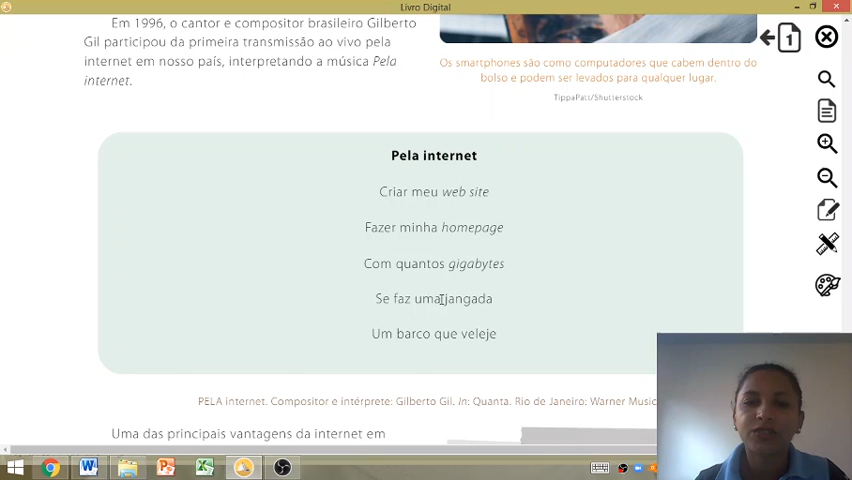 Livro Digital
Em 1996, o cantor e compositor brasileiro Gilberto
Gil participou da primeira transmissão ao vivo pela
internet em nosso país, interpretando a música Pela
internet.
Os smartphones são como computadores que cabem dentro do
bolso e podem ser levados para qualquer lugar.
TippaPatt/Shutterstock
1
Pela internet
Criar meu web site
Fazer minha homepage
Com quantos gigabytes
Se faz uma jangada
Um barco que veleje
PELA internet. Compositor e intérprete: Gilberto Gil. In: Quanta. Rio de Janeiro: Warner Music
Uma das principais vantagens da internet em